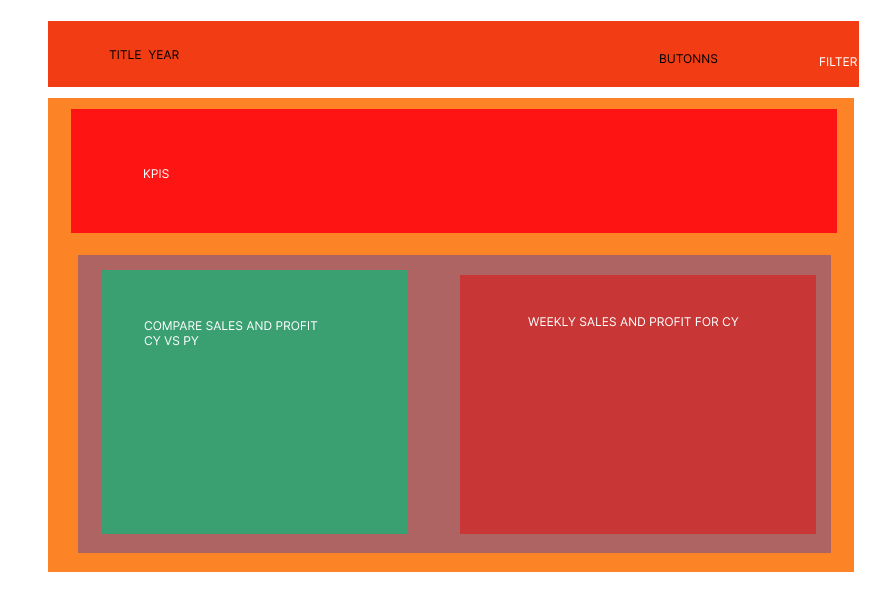 TITLE  YEAR
BUTONNS
FILTER
KPIS
COMPARE SALES AND PROFIT
CY VS PY
WEEKLY SALES AND PROFIT FOR CY